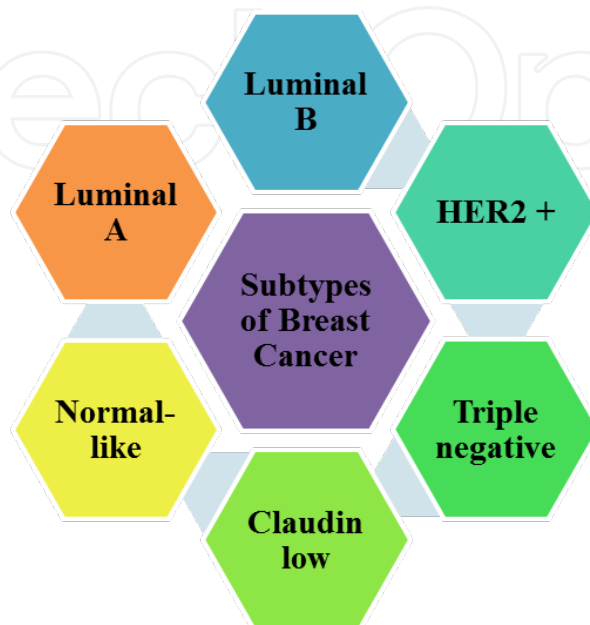 Luminal
B
Luminal
A
HER2 +
Subtypes
of Breast
Cancer
Normal-
like
Triple
negative
Claudin
low